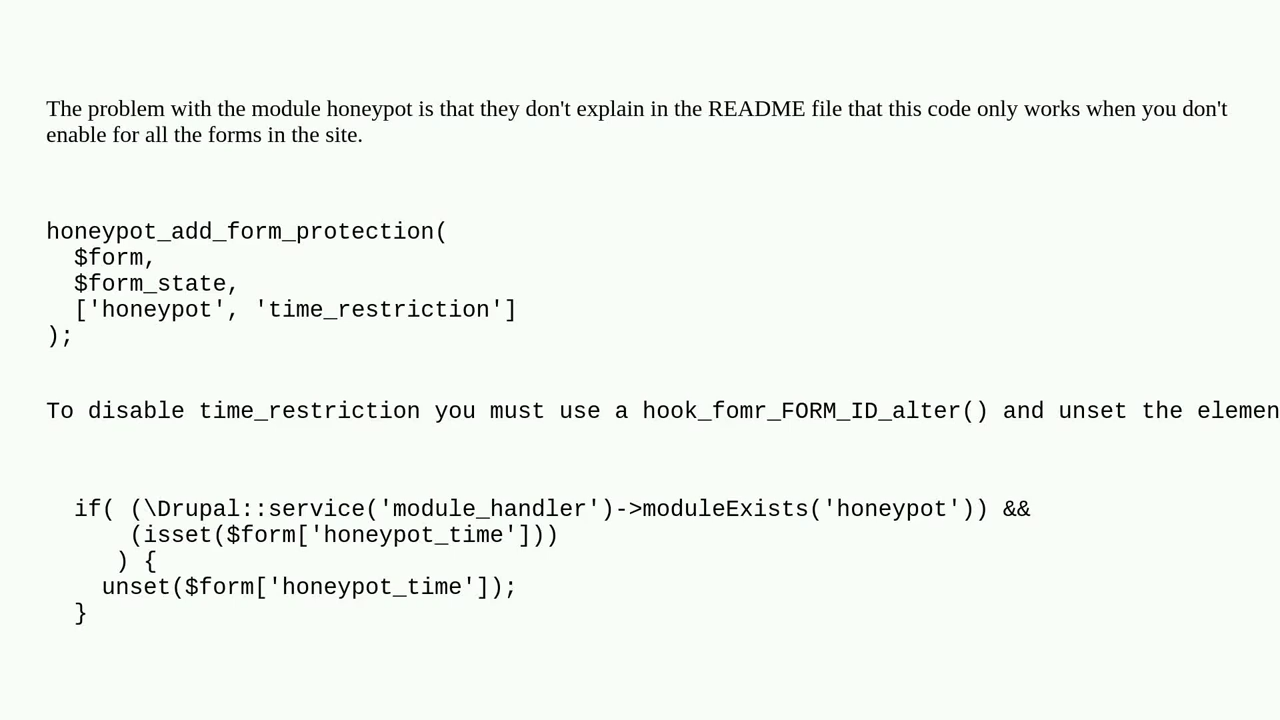 The problem with the module honeypot is that they don't explain in the README file that this code only works when you don't
enable for all the forms in the site.
honeypot_add_form_protection(
  $form,
  $form_state,
  ['honeypot', 'time_restriction']
);
To disable time_restriction you must use a hook_fomr_FORM_ID_alter() and unset the elemen
  if( (\Drupal::service('module_handler')->moduleExists('honeypot')) &&
      (isset($form['honeypot_time']))
     ) {
    unset($form['honeypot_time']);
  }